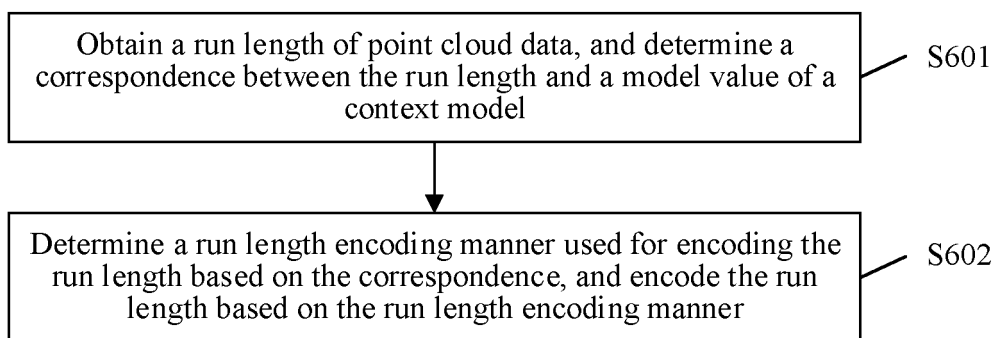 Obtain a run length of point cloud data, and determine a
correspondence between the run length and a model value of a
context model
S601
Determine a run length encoding manner used for encoding the
run length based on the correspondence, and encode the run
length based on the run length encoding manner
S602